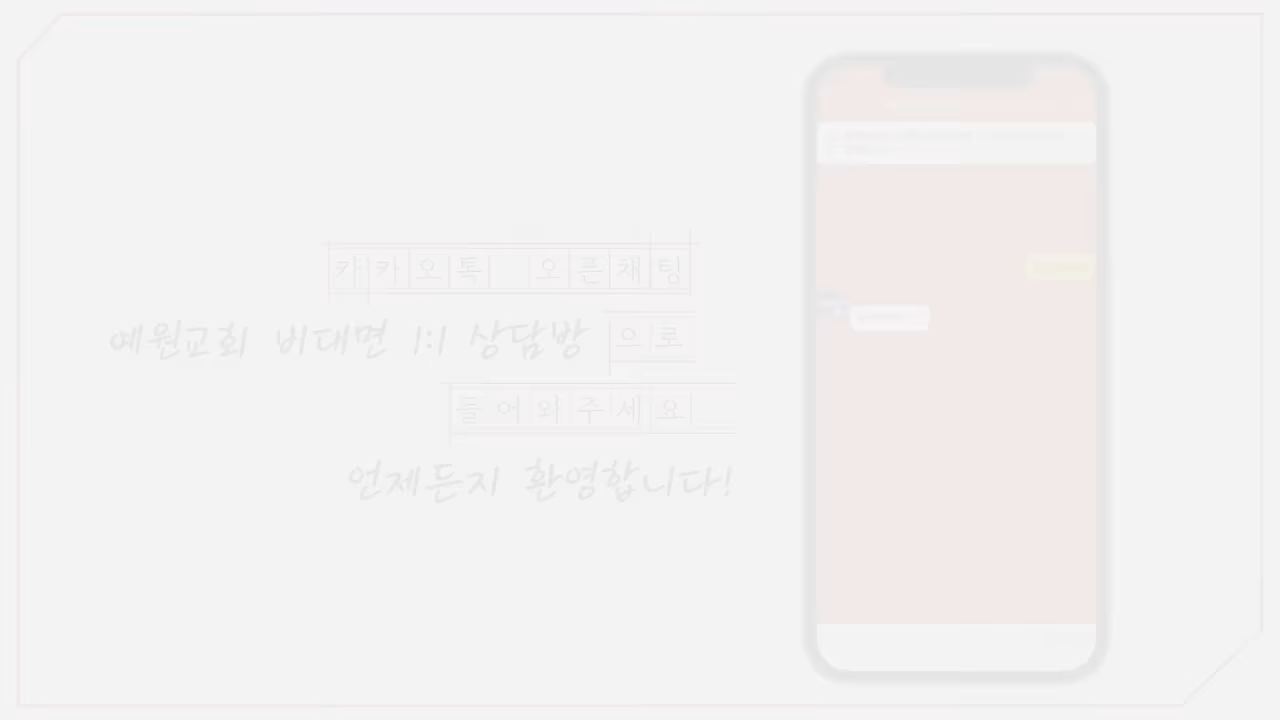 카카오톡 오픈채팅
예원교회 비대면 1:1 상담방으로
들어와주세요
언제든지 환영합니다!